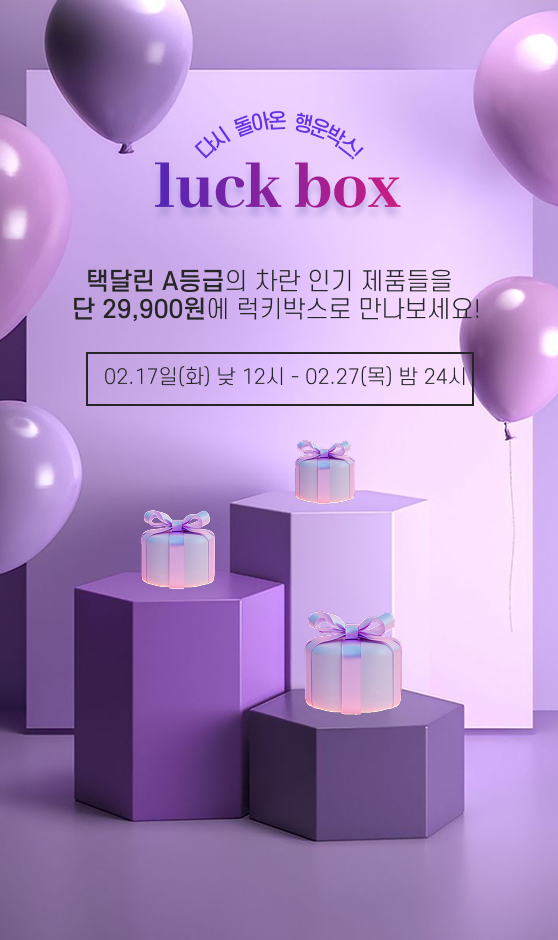 다시 돌아온 행운박스!
luck box
택달린 A등급의 차란 인기 제품들을
단 29,900원에 럭키박스로 만나보세요!
02.17일(화) 낮 12시 - 02.27(목) 밤 24시